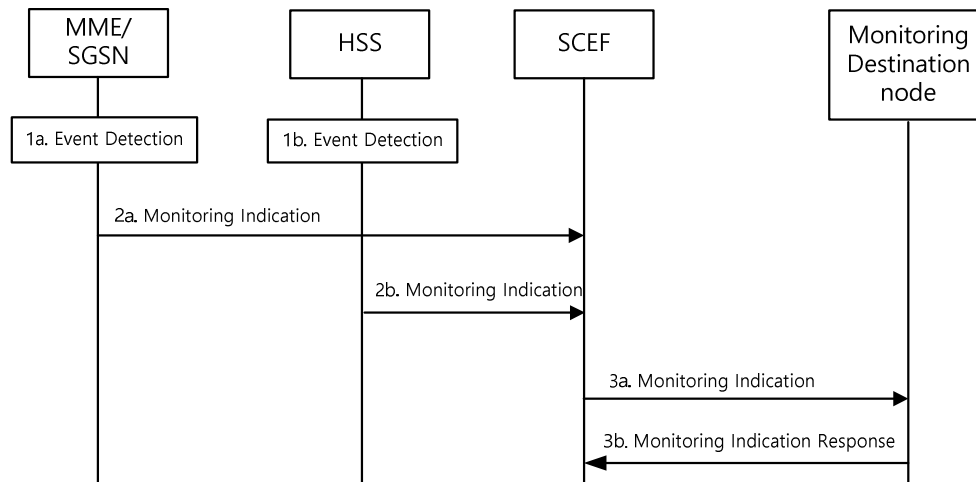 MME/
SGSN
HSS
SCEF
Monitoring
Destination
node
1a. Event Detection
1b. Event Detection
2a. Monitoring Indication
2b. Monitoring Indication
3a. Monitoring Indication
3b. Monitoring Indication Response